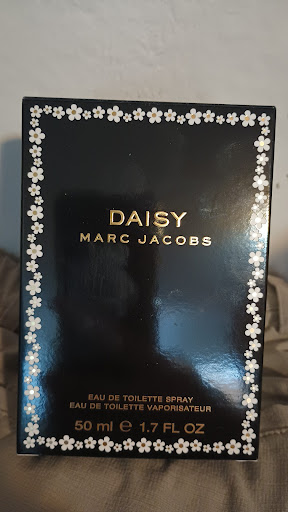 DAISY
MARC JACOBS
EAU DE TOILETTE SPRAY
EAU DE TOILETTE VAPORISATEUR
50 ml ℮ 1.7 FL OZ